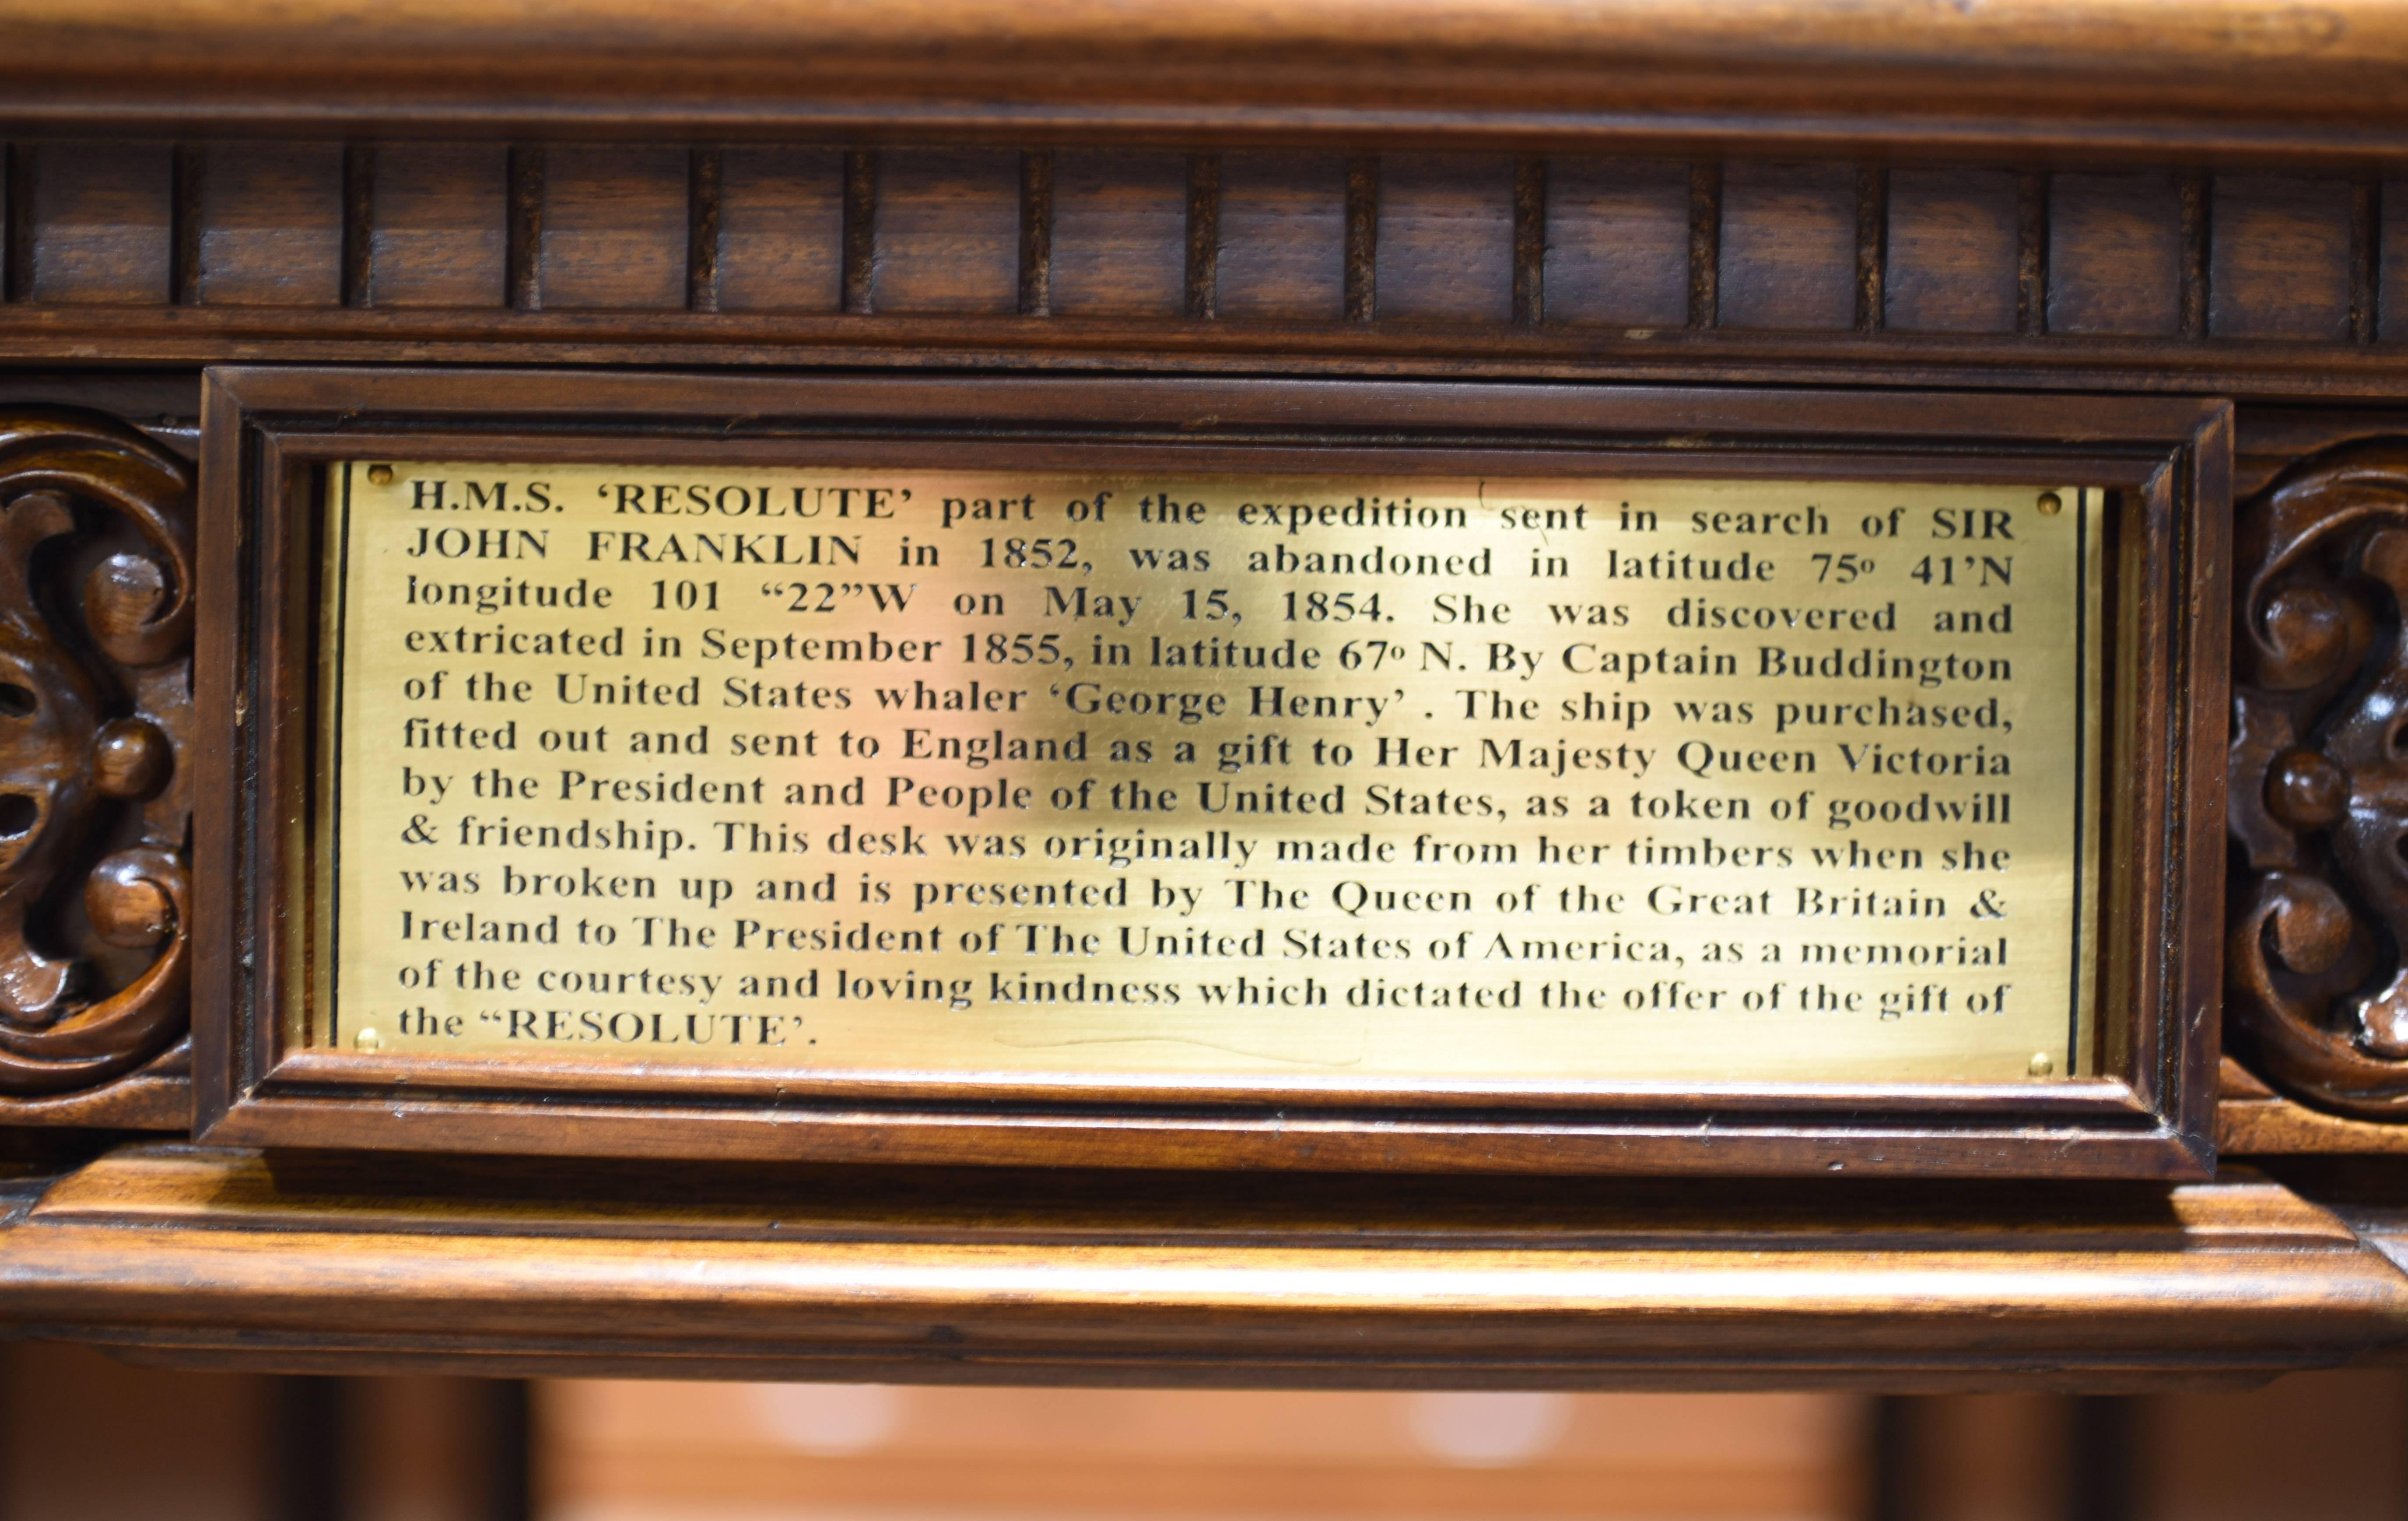 H.M.S. ‘RESOLUTE’ part of the expedition sent in search of SIR
JOHN FRANKLIN in 1852, was abandoned in latitude 75º 41’N
longitude 101 “22”W on May 15, 1854. She was discovered and
extricated in September 1855, in latitude 67º N. By Captain Buddington
of the United States whaler ‘George Henry’ . The ship was purchased,
fitted out and sent to England as a gift to Her Majesty Queen Victoria
by the President and People of the United States, as a token of goodwill
& friendship. This desk was originally made from her timbers when she
was broken up and is presented by The Queen of the Great Britain &
Ireland to The President of The United States of America, as a memorial
of the courtesy and loving kindness which dictated the offer of the gift of
the “RESOLUTE’.